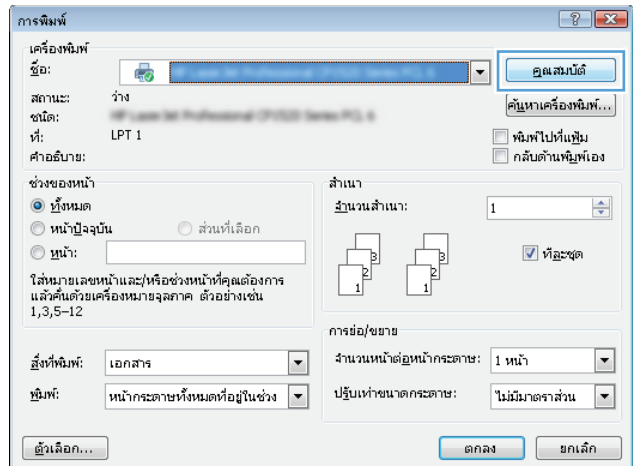 การพิมพ์
เครื่องพิมพ์
ชื่อ:
คุณสมบัติ
สถานะ: ว่าง
ชนิด:
ค้นหาเครื่องพิมพ์...
ที่: LPT 1
พิมพ์ไปที่แฟ้ม
คำอธิบาย:
กลับด้านพิมพ์เอง
ช่วงของหน้า
ทั้งหมด
หน้าปัจจุบัน ส่วนที่เลือก
หน้า:
ใส่หมายเลขหน้าและ/หรือช่วงหน้าที่คุณต้องการ
แล้วคั่นด้วยเครื่องหมายจุลภาค ตัวอย่างเช่น
1,3,5–12
สำเนา
จำนวนสำเนา: 1
3 3
2 2
1 1
ทีละชุด
สิ่งที่พิมพ์: เอกสาร
พิมพ์: หน้ากระดาษทั้งหมดที่อยู่ในช่วง
การย่อ/ขยาย
จำนวนหน้าต่อหน้ากระดาษ: 1 หน้า
ปรับเท่าขนาดกระดาษ: ไม่มีมาตราส่วน
ตัวเลือก...
ตกลง
ยกเลิก